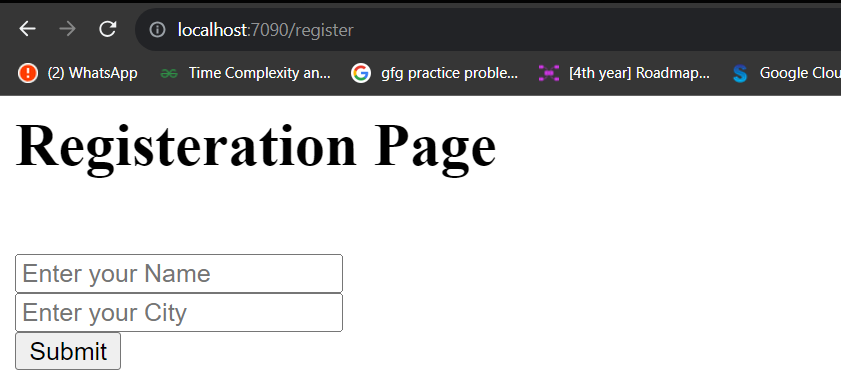 localhost:7090/register
(2) WhatsApp Time Complexity an... gfg practice proble... [4th year] Roadmap... Google Clou
Registeration Page
Enter your Name
Enter your City
Submit